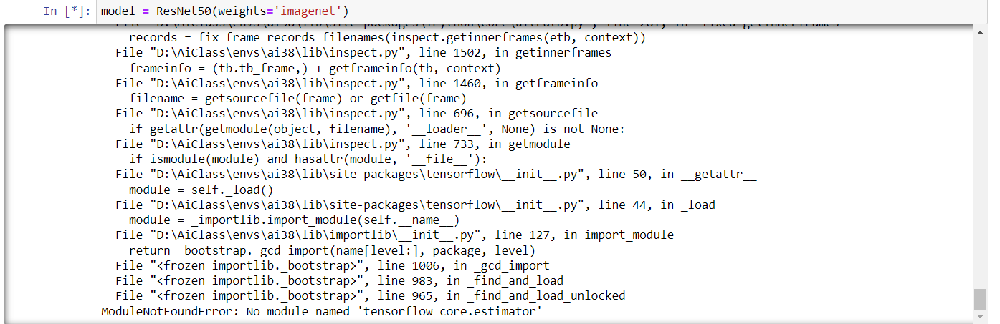 In [*]: model = ResNet50(weights='imagenet')
records = fix_frame_records_filenames(inspect.getinnerframes(etb, context))
File "D:\AiClass\envs\ai38\lib\inspect.py", line 1502, in getinnerframes
frameinfo = (tb.tb_frame,) + getframeinfo(tb, context)
File "D:\AiClass\envs\ai38\lib\inspect.py", line 1460, in getframeinfo
filename = getsourcefile(frame) or getfile(frame)
File "D:\AiClass\envs\ai38\lib\inspect.py", line 696, in getsourcefile
if getattr(getmodule(object, filename), '__loader__', None) is not None:
File "D:\AiClass\envs\ai38\lib\inspect.py", line 733, in getmodule
if ismodule(module) and hasattr(module, '__file__'):
File "D:\AiClass\envs\ai38\lib\site-packages\tensorflow\__init__.py", line 50, in __getattr__
module = self._load()
File "D:\AiClass\envs\ai38\lib\site-packages\tensorflow\__init__.py", line 44, in _load
module = _importlib.import_module(self.__name__)
File "D:\AiClass\envs\ai38\lib\importlib\__init__.py", line 127, in import_module
return _bootstrap._gcd_import(name[level:], package, level)
File "<frozen importlib._bootstrap>", line 1006, in _gcd_import
File "<frozen importlib._bootstrap>", line 983, in _find_and_load
File "<frozen importlib._bootstrap>", line 965, in _find_and_load_unlocked
ModuleNotFoundError: No module named 'tensorflow_core.estimator'